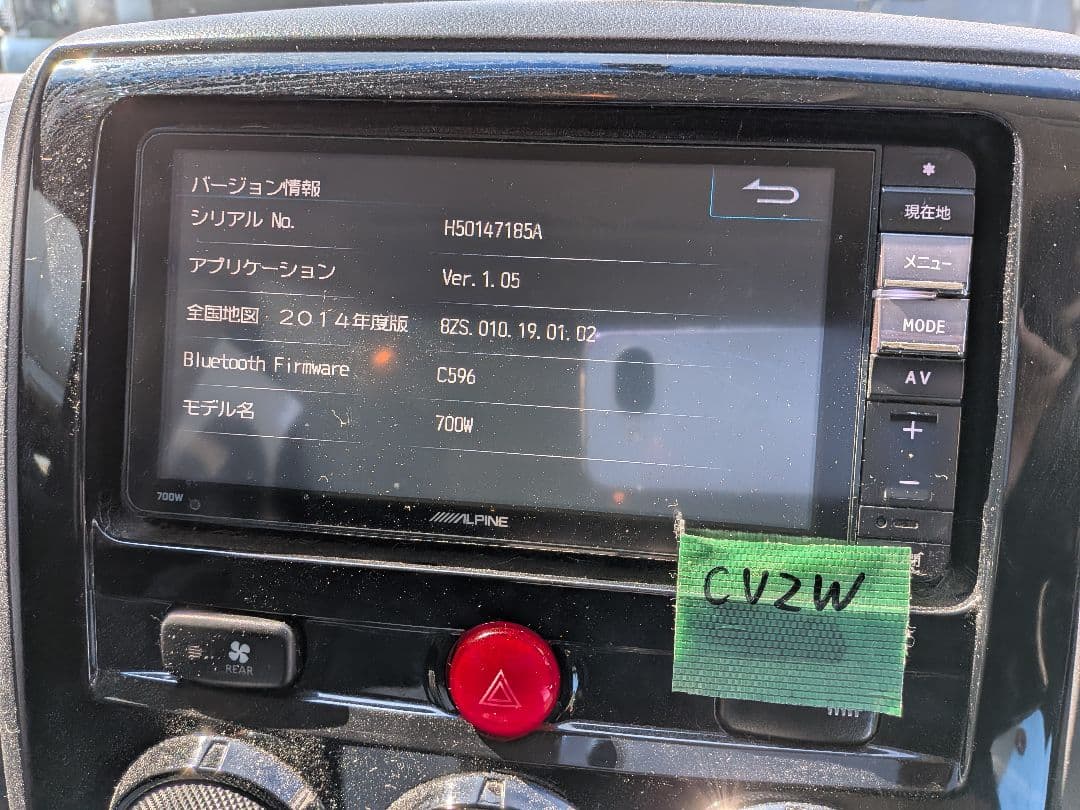 バージョン情報
シリアル No. H50147185A
アプリケーション Ver.1.05
全国地図・2014年度版 8ZS.010.19.01.02
Bluetooth Firmware C596
モデル名 700W
700W
ALPINE
*
現在地
メニュー
MODE
AV
+
-
CV2W
REAR